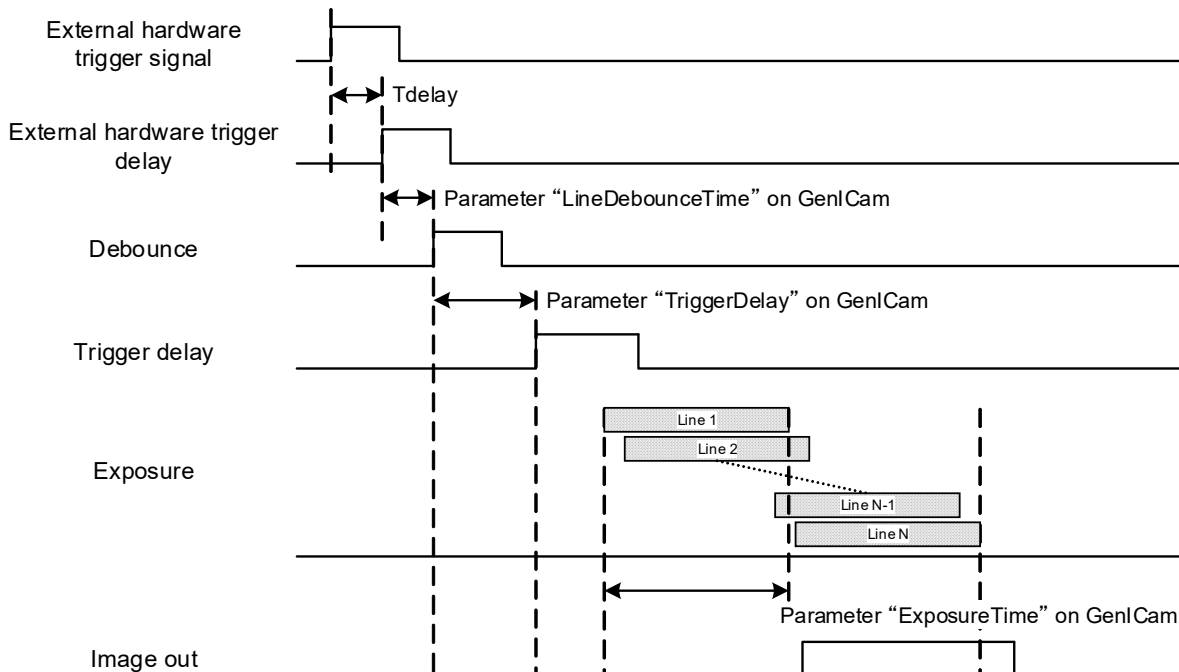 External hardware
trigger signal
Tdelay
External hardware trigger
delay
Parameter “LineDebounceTime” on GenICam
Debounce
Parameter “TriggerDelay” on GenICam
Trigger delay
Line 1
Line 2
Exposure
Line N-1
Line N
Parameter “ExposureTime” on GenICam
Image out